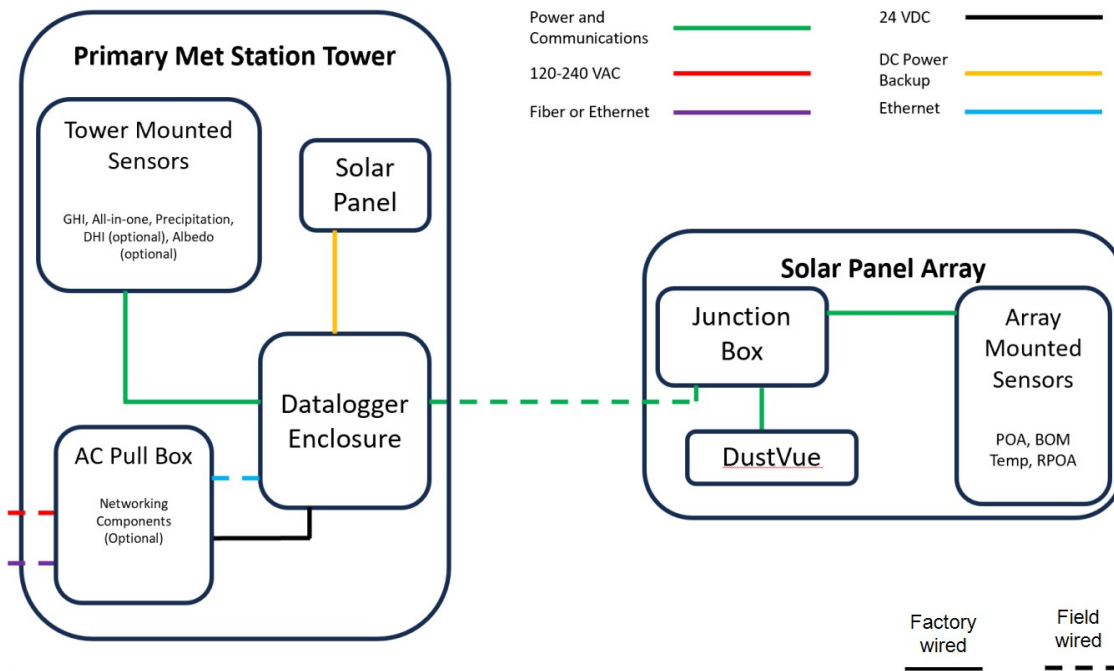 Power and
Communications
24 VDC
120-240 VAC
DC Power
Backup
Fiber or Ethernet
Ethernet
Primary Met Station Tower
Tower Mounted
Sensors
GHI, All-in-one, Precipitation,
DHI (optional), Albedo
(optional)
Solar
Panel
Datalogger
Enclosure
AC Pull Box
Networking
Components
(Optional)
Solar Panel Array
Junction
Box
DustVue
Array
Mounted
Sensors
POA, BOM
Temp, RPOA
Factory
wired
Field
wired